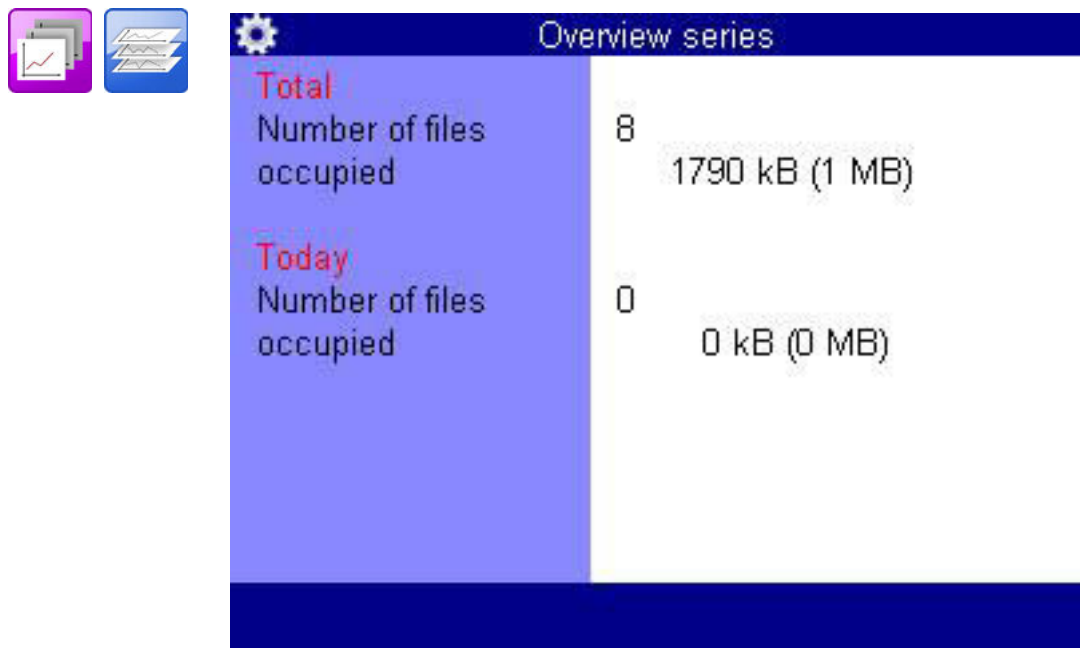 Overview series
Total
Number of files 8
occupied 1790 kB (1 MB)
Today
Number of files 0
occupied 0 kB (0 MB)